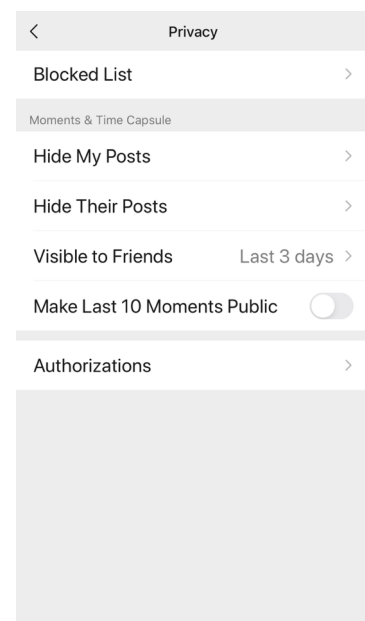 Privacy
Blocked List
Moments & Time Capsule
Hide My Posts
Hide Their Posts
Visible to Friends Last 3 days
Make Last 10 Moments Public
Authorizations